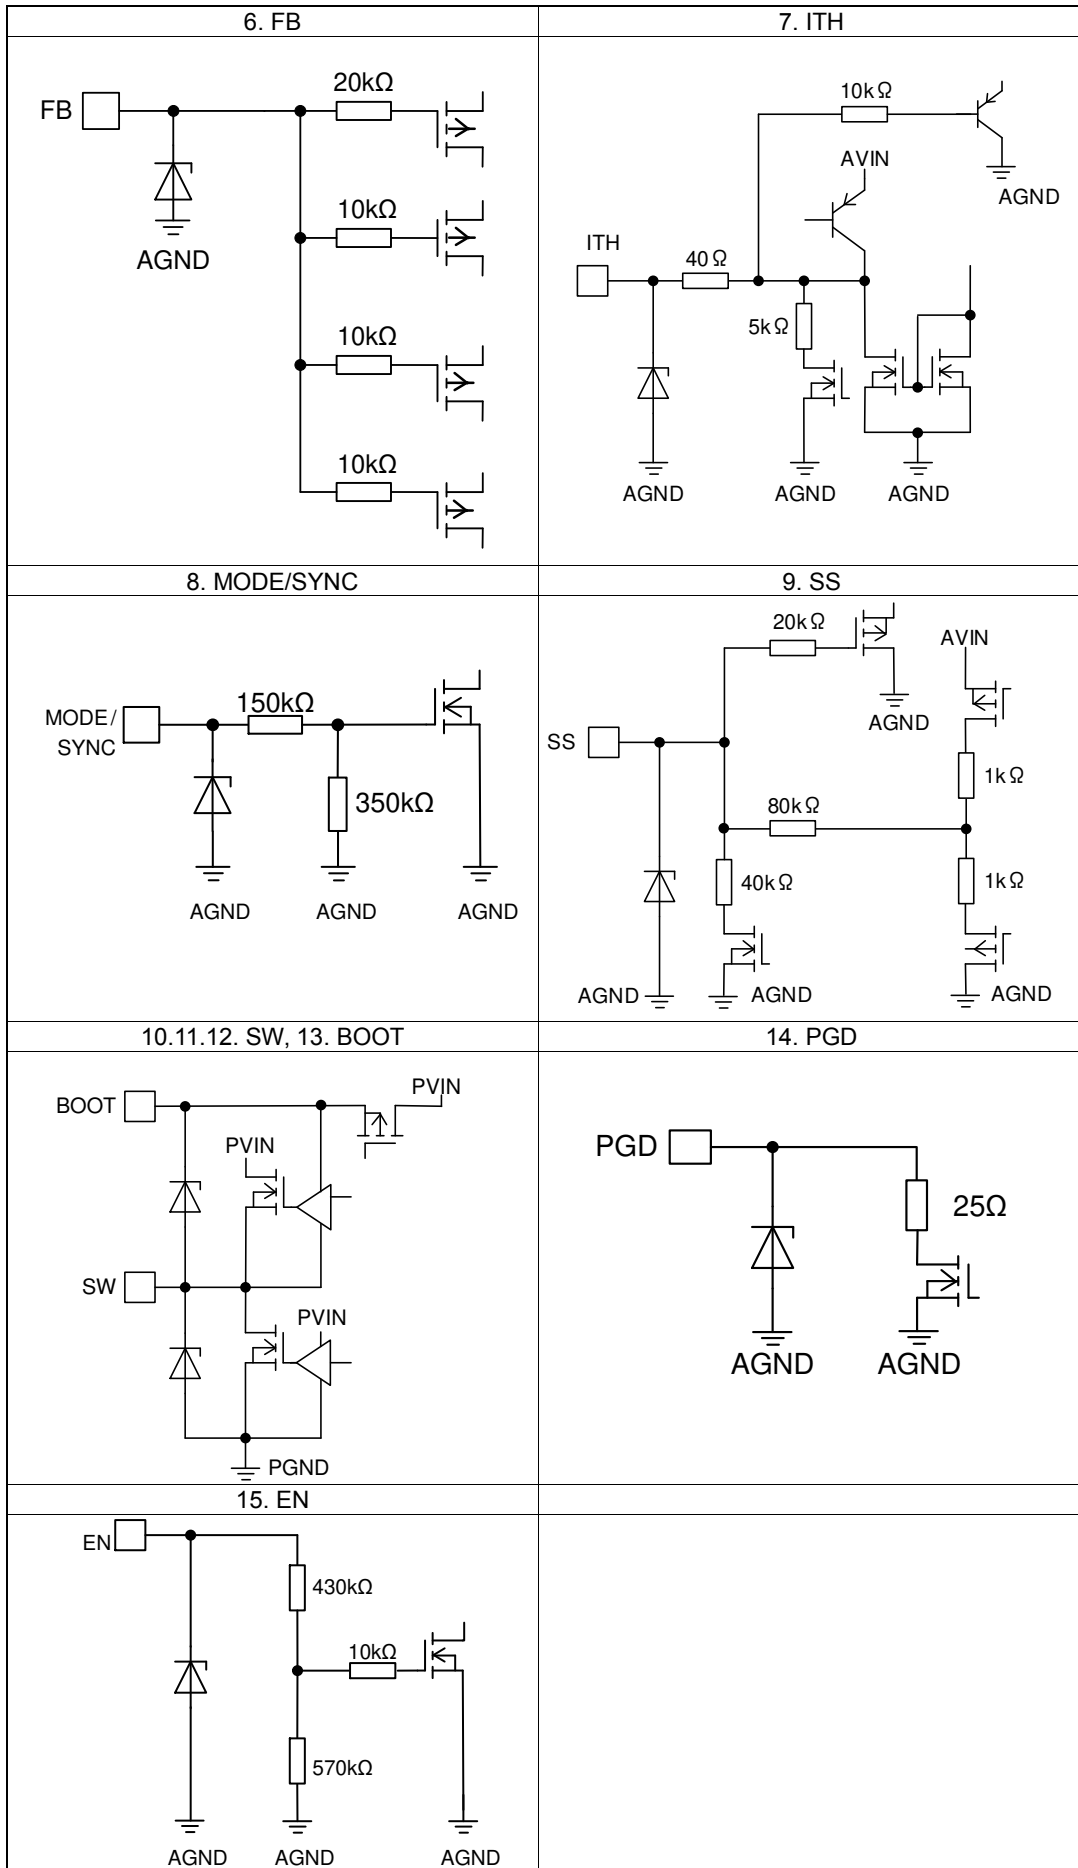 6. FB
7. ITH
20kΩ
FB
10kΩ
AGND
10kΩ
10kΩ
10kΩ
AGND
AVIN
ITH
40Ω
5kΩ
AGND
AGND
AGND
8. MODE/SYNC
9. SS
MODE/
SYNC
150kΩ
350kΩ
AGND
AGND
AGND
20kΩ
AVIN
AGND
SS
1kΩ
80kΩ
40kΩ
1kΩ
AGND
AGND
AGND
10.11.12. SW, 13. BOOT
14. PGD
BOOT
PVIN
PVIN
SW
PVIN
PGND
PGD
25Ω
AGND
AGND
15. EN
EN
430kΩ
10kΩ
570kΩ
AGND
AGND
AGND